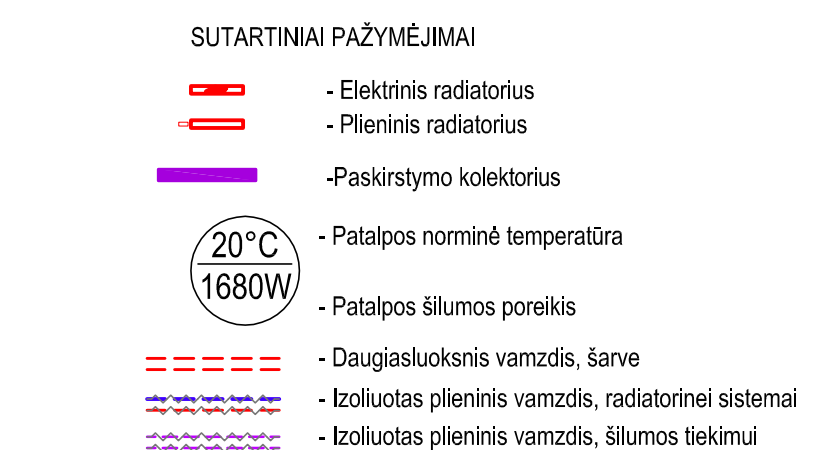 SUTARTINIAI PAŽYMĖJIMAI
- Elektrinis radiatorius
- Plieninis radiatorius
-Paskirstymo kolektorius
20°C
- Patalpos norminė temperatūra
1680W
- Patalpos šilumos poreikis
- Daugiasluoksnis vamzdis, šarve
- Izoliuotas plieninis vamzdis, radiatorinei sistemai
- Izoliuotas plieninis vamzdis, šilumos tiekimui